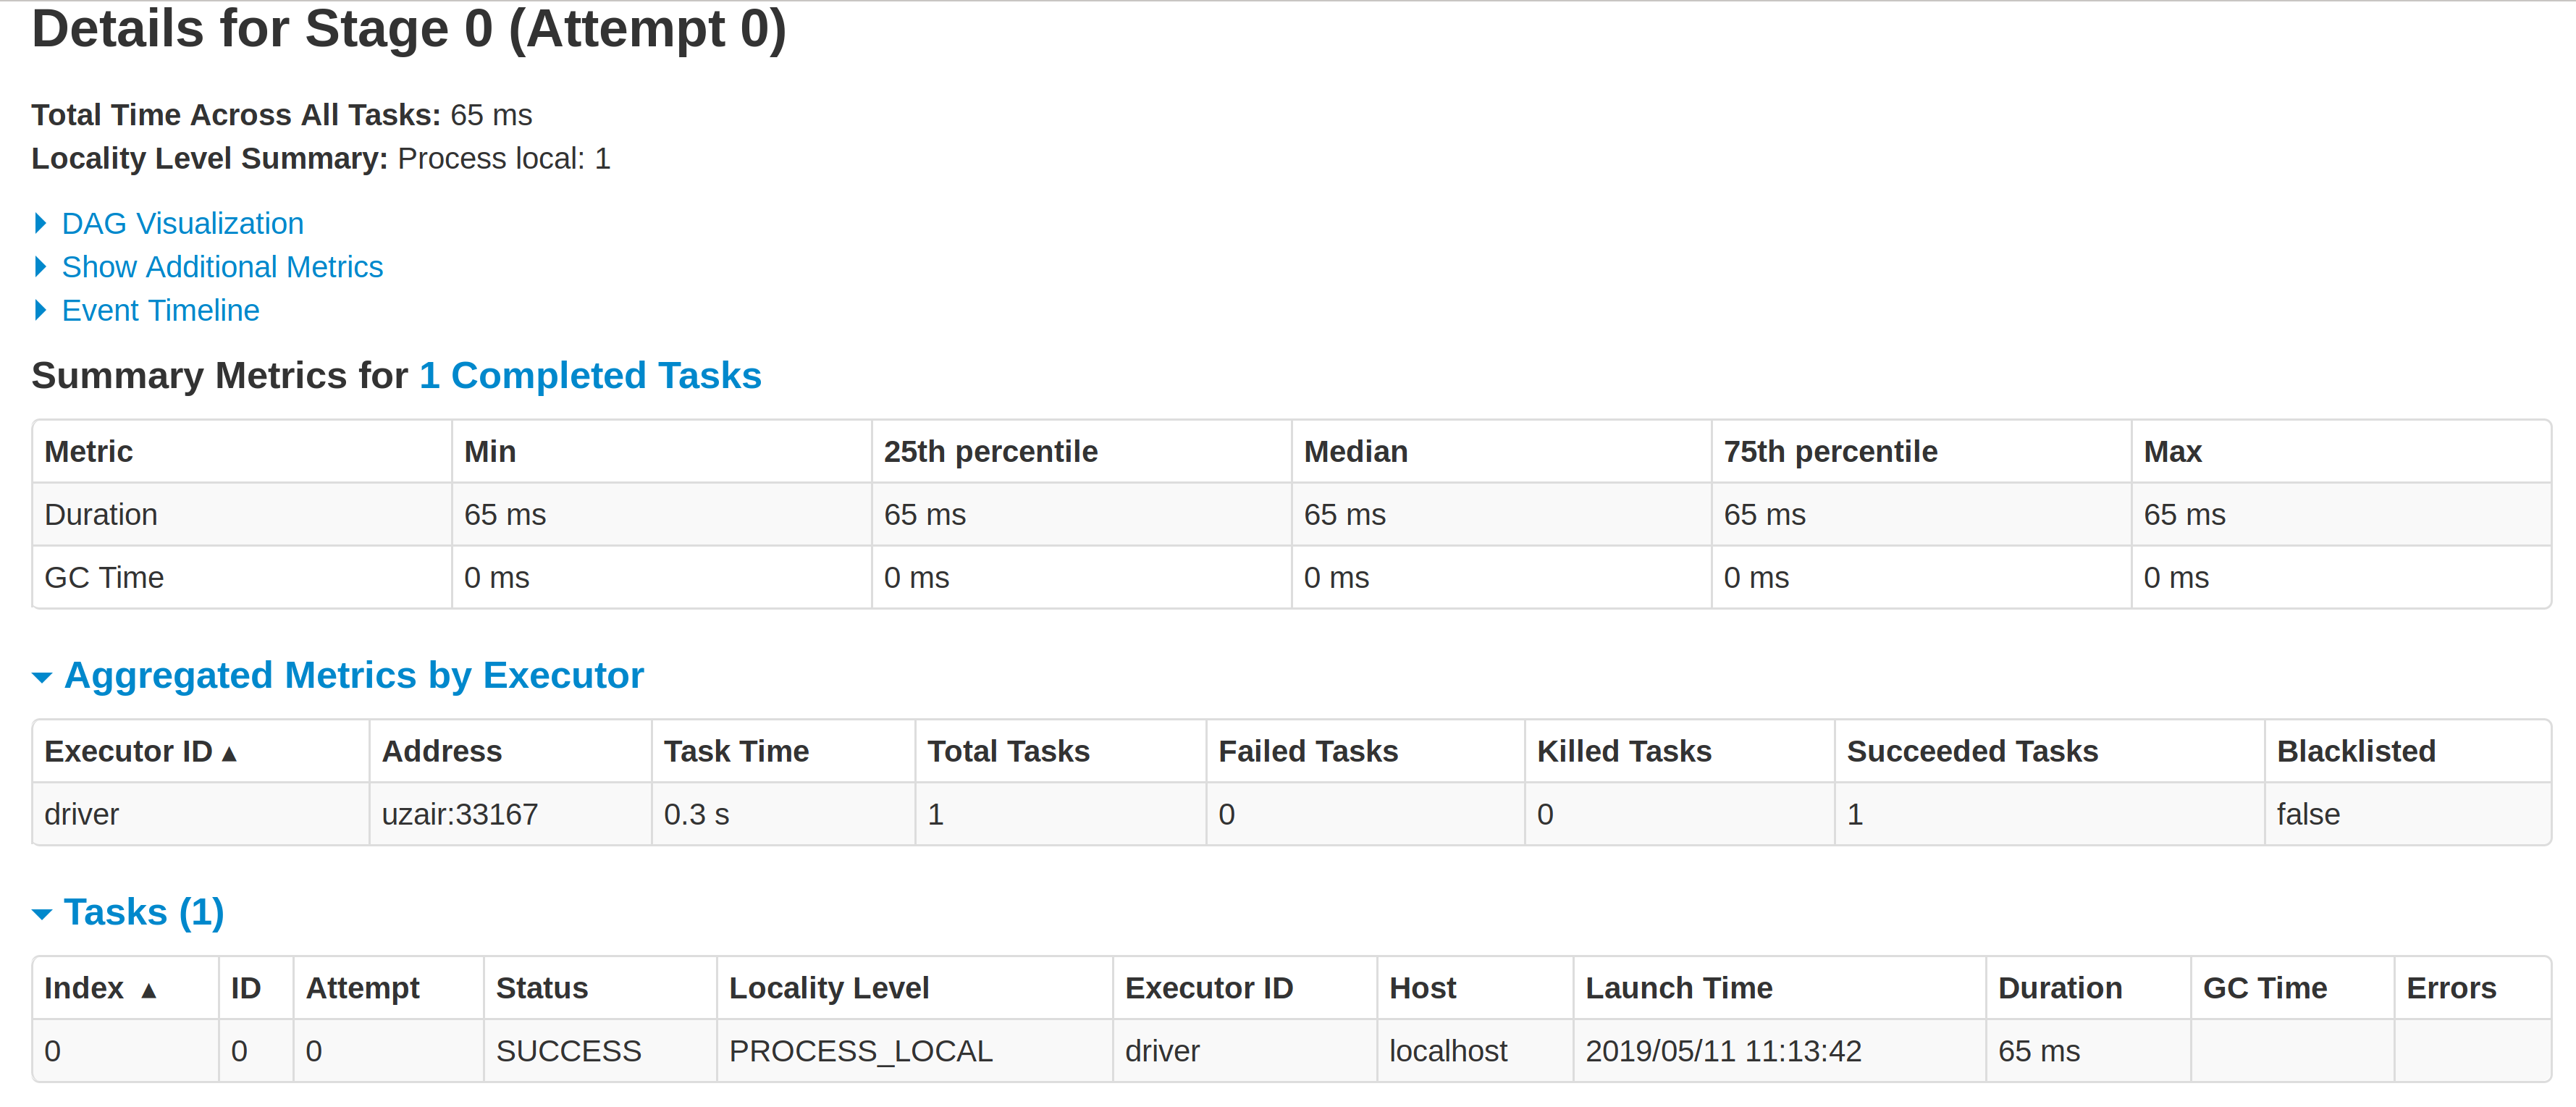 Details for Stage 0 (Attempt 0)
Total Time Across All Tasks: 65 ms
Locality Level Summary: Process local: 1
DAG Visualization
Show Additional Metrics
Event Timeline
Summary Metrics for 1 Completed Tasks
Metric Min 25th percentile Median 75th percentile Max
Duration 65 ms 65 ms 65 ms 65 ms 65 ms
GC Time 0 ms 0 ms 0 ms 0 ms 0 ms
Aggregated Metrics by Executor
Executor ID ▴ Address Task Time Total Tasks Failed Tasks Killed Tasks Succeeded Tasks Blacklisted
driver uzair:33167 0.3 s 1 0 0 1 false
Tasks (1)
Index ▴ ID Attempt Status Locality Level Executor ID Host Launch Time Duration GC Time Errors
0 0 0 SUCCESS PROCESS_LOCAL driver localhost 2019/05/11 11:13:42 65 ms